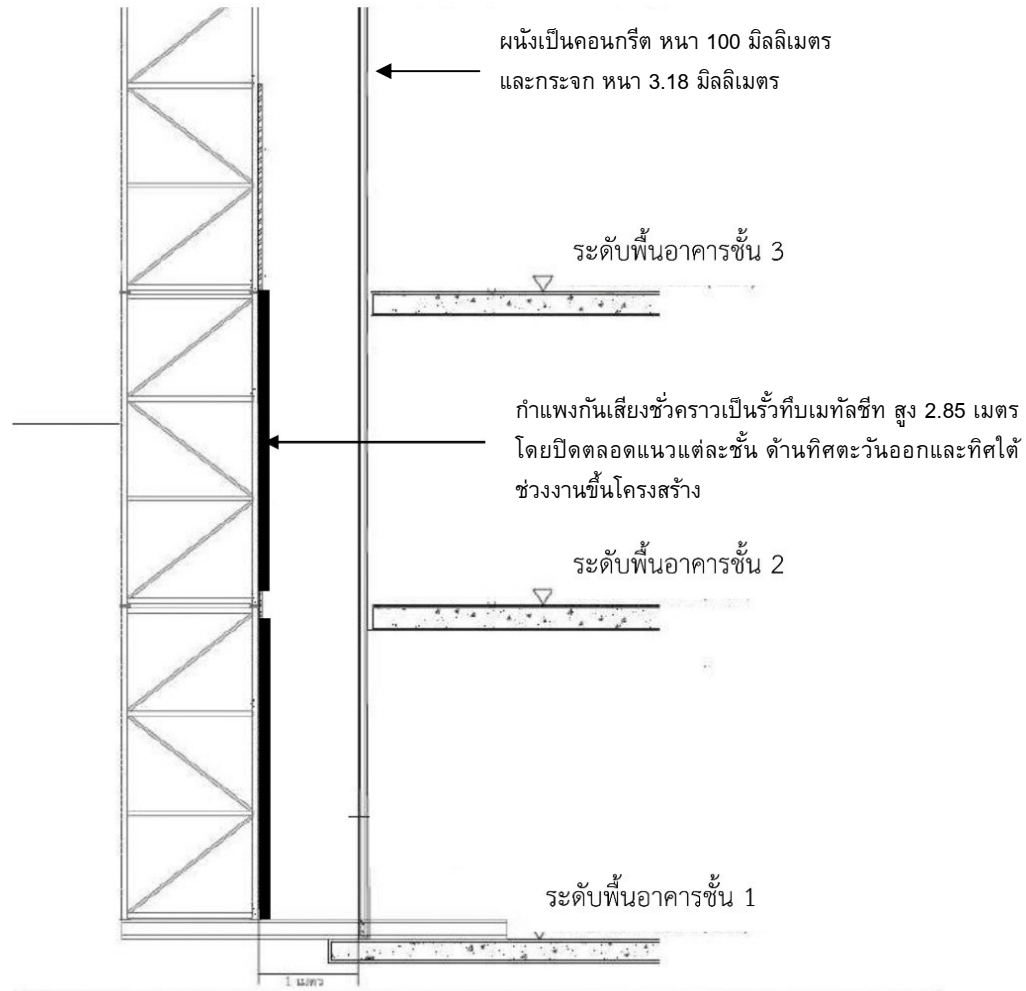 ผนังเป็นคอนกรีต หนา 100 มิลลิเมตร
และกระจก หนา 3.18 มิลลิเมตร
ระดับพื้นอาคารชั้น 3
กำแพงกันเสียงชั่วคราวเป็นรั้วทึบเมทัลชีท สูง 2.85 เมตร
โดยปิดตลอดแนวแต่ละชั้น ด้านทิศตะวันออกและทิศใต้
ช่วงงานขึ้นโครงสร้าง
ระดับพื้นอาคารชั้น 2
ระดับพื้นอาคารชั้น 1
1 เมตร